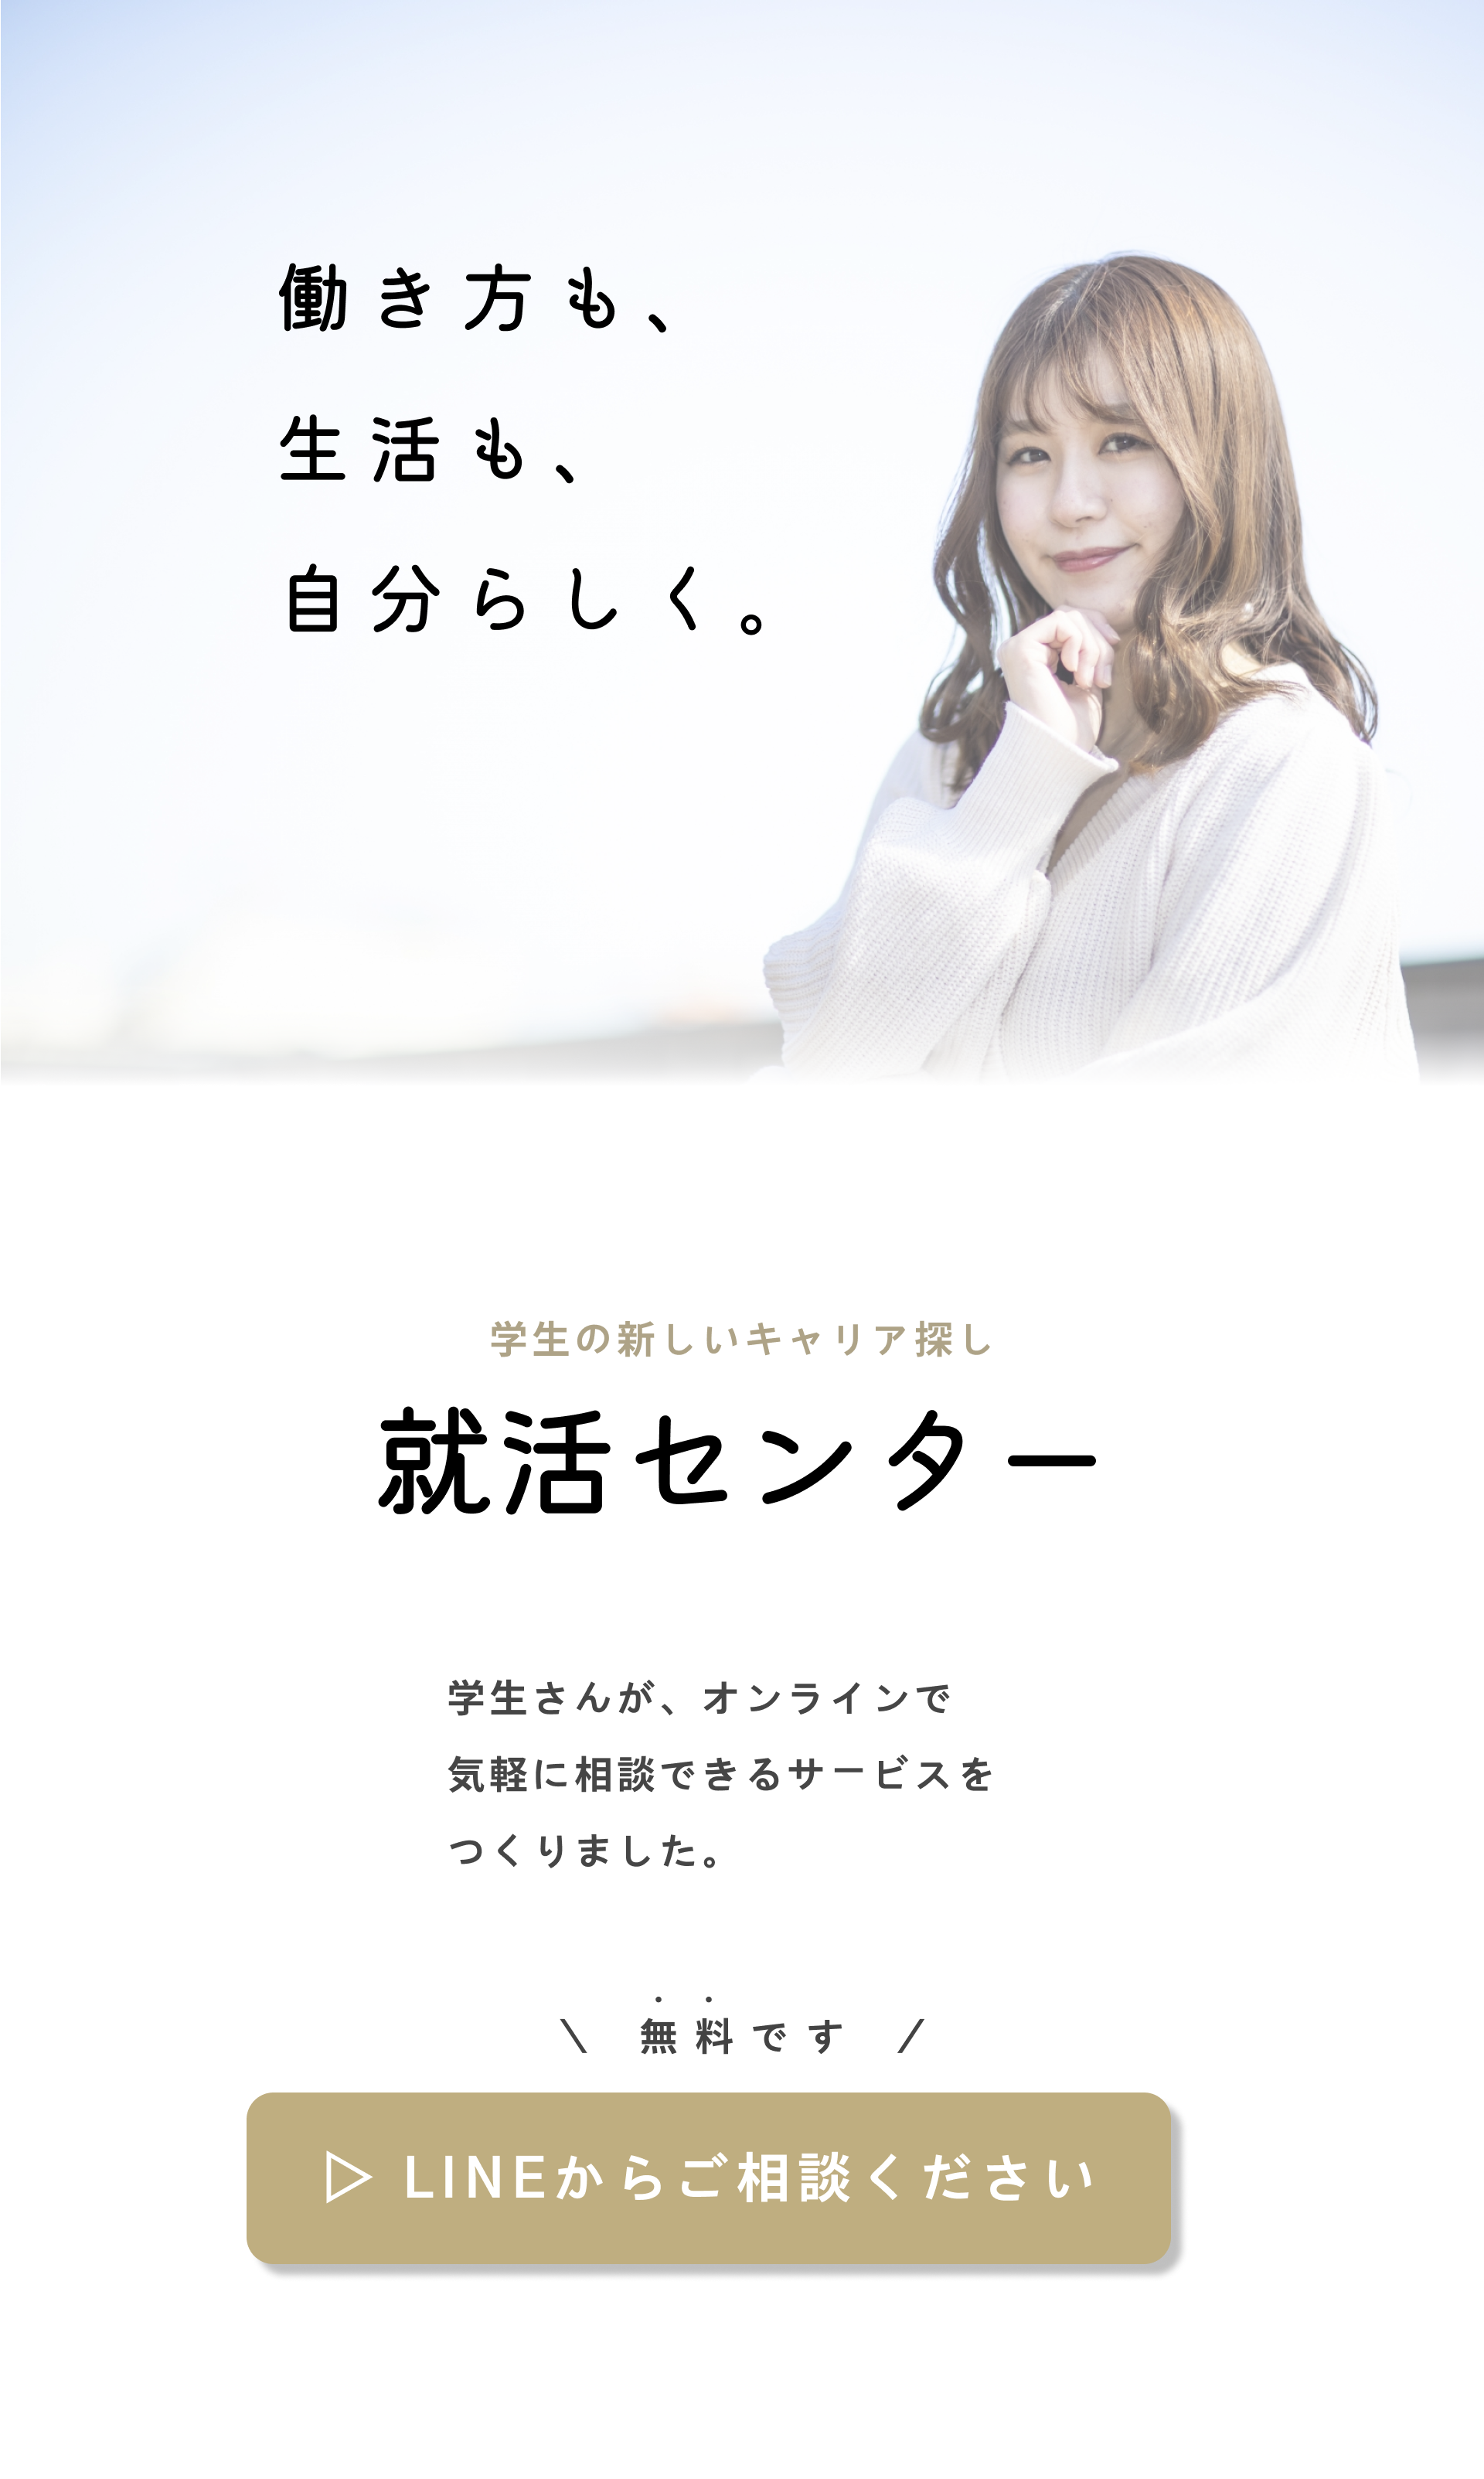 働き方も、
生活も、
自分らしく。
学生の新しいキャリア探し
就活センター
学生さんが、オンラインで
気軽に相談できるサービスを
つくりました。
\ 無料です /
▷ LINEからご相談ください